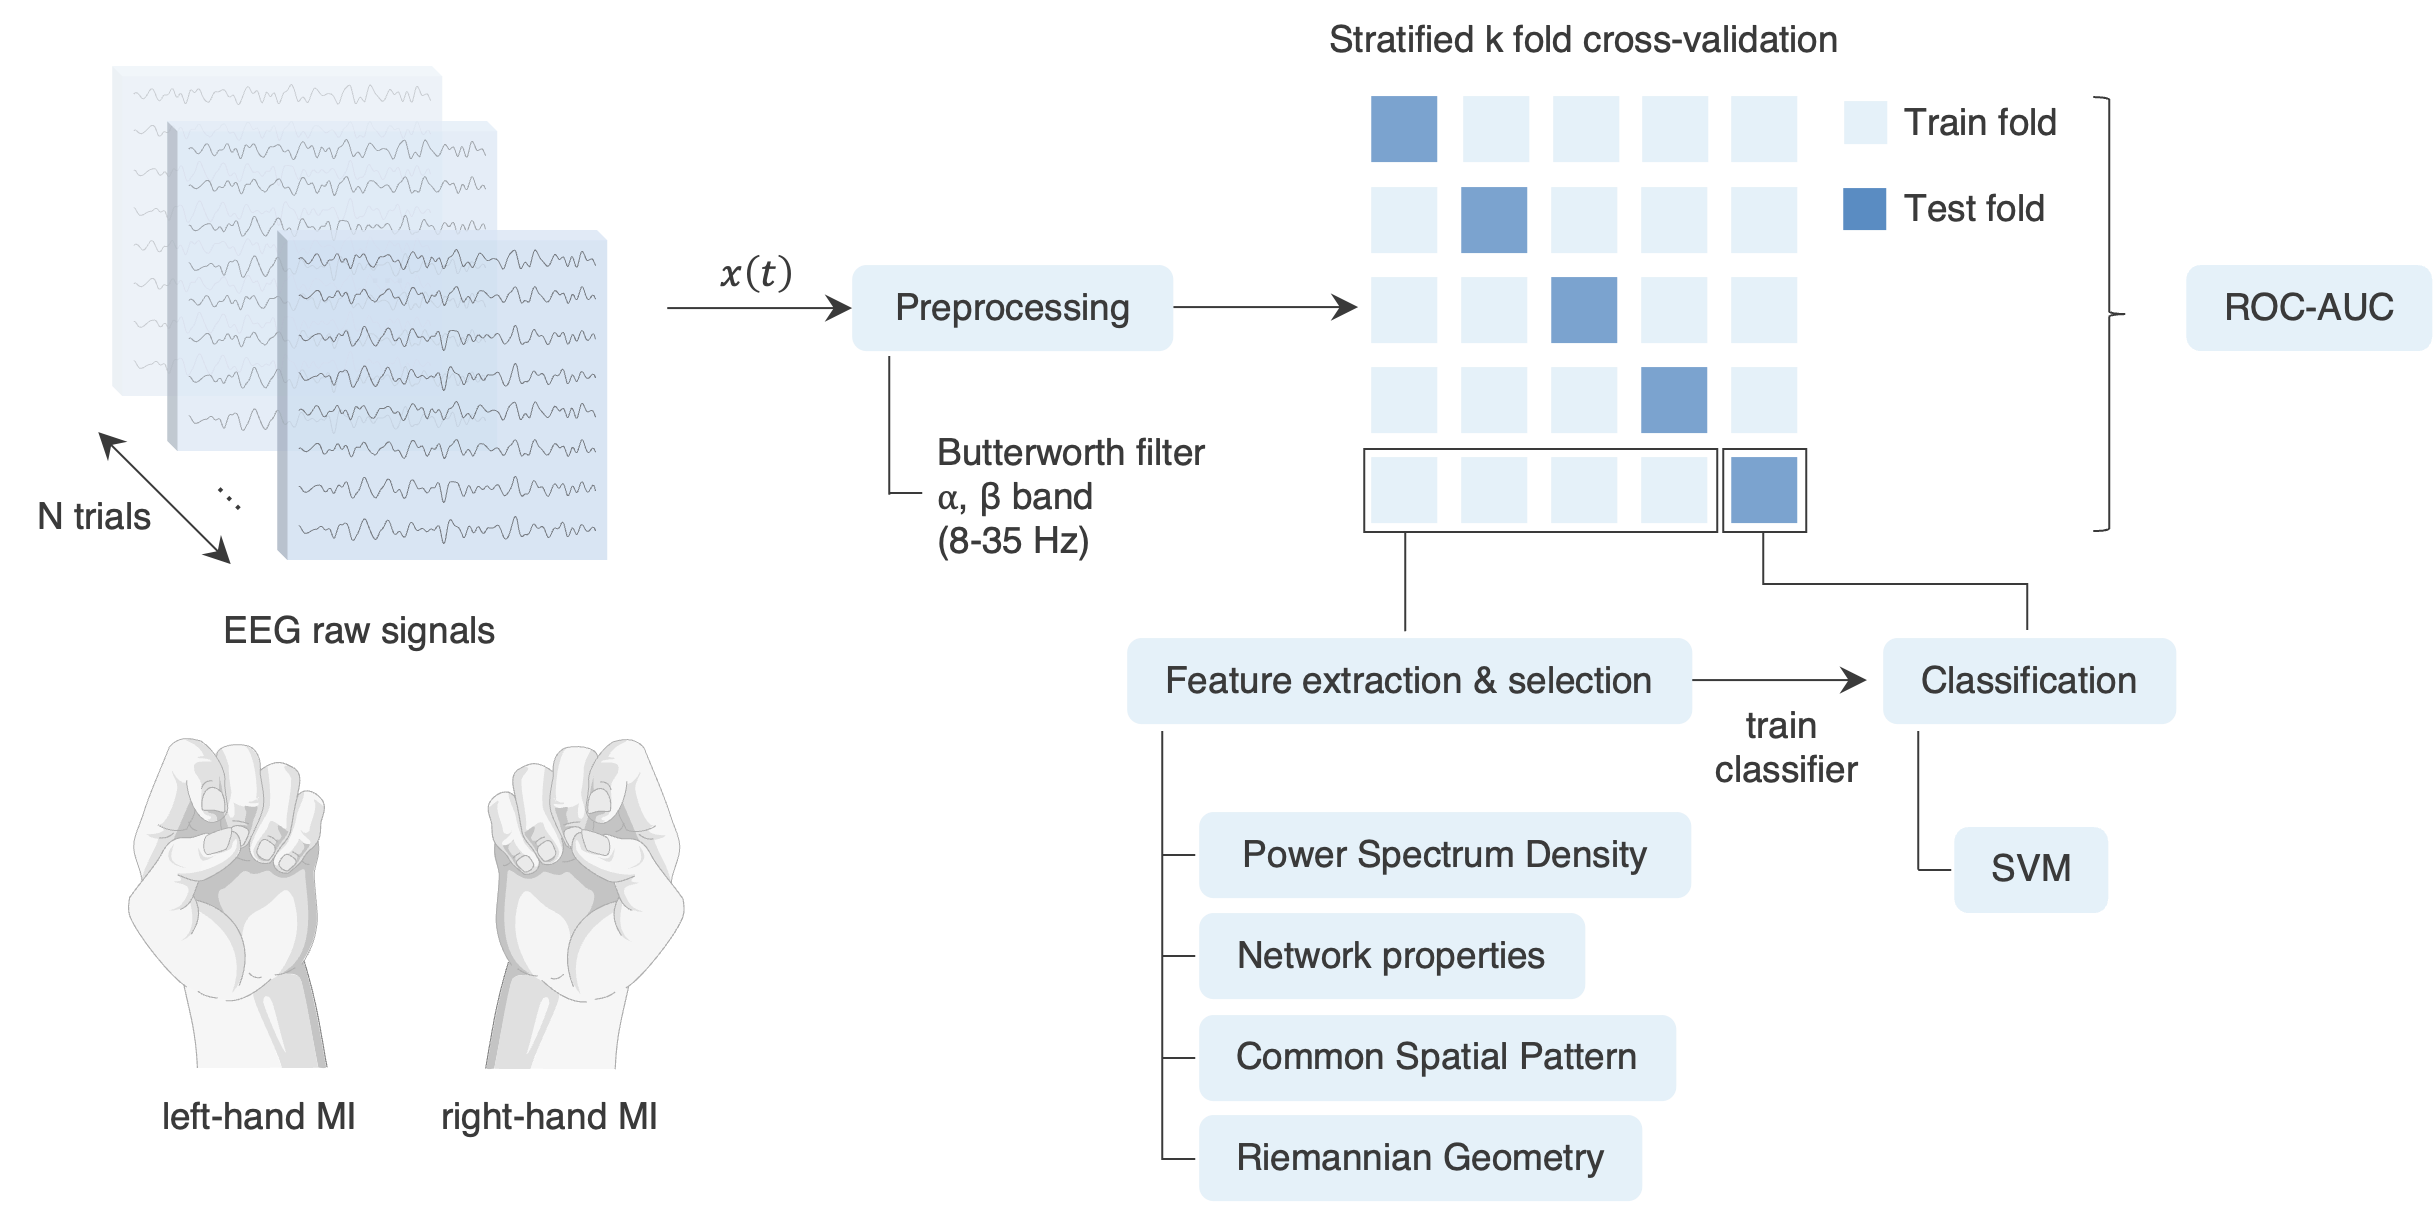 Stratified k fold cross-validation
Train fold
Test fold
x(t)
Preprocessing
ROC-AUC
Butterworth filter
α, β band
(8-35 Hz)
N trials
EEG raw signals
Feature extraction & selection
train
classifier
Classification
SVM
Power Spectrum Density
Network properties
Common Spatial Pattern
Riemannian Geometry
left-hand MI
right-hand MI